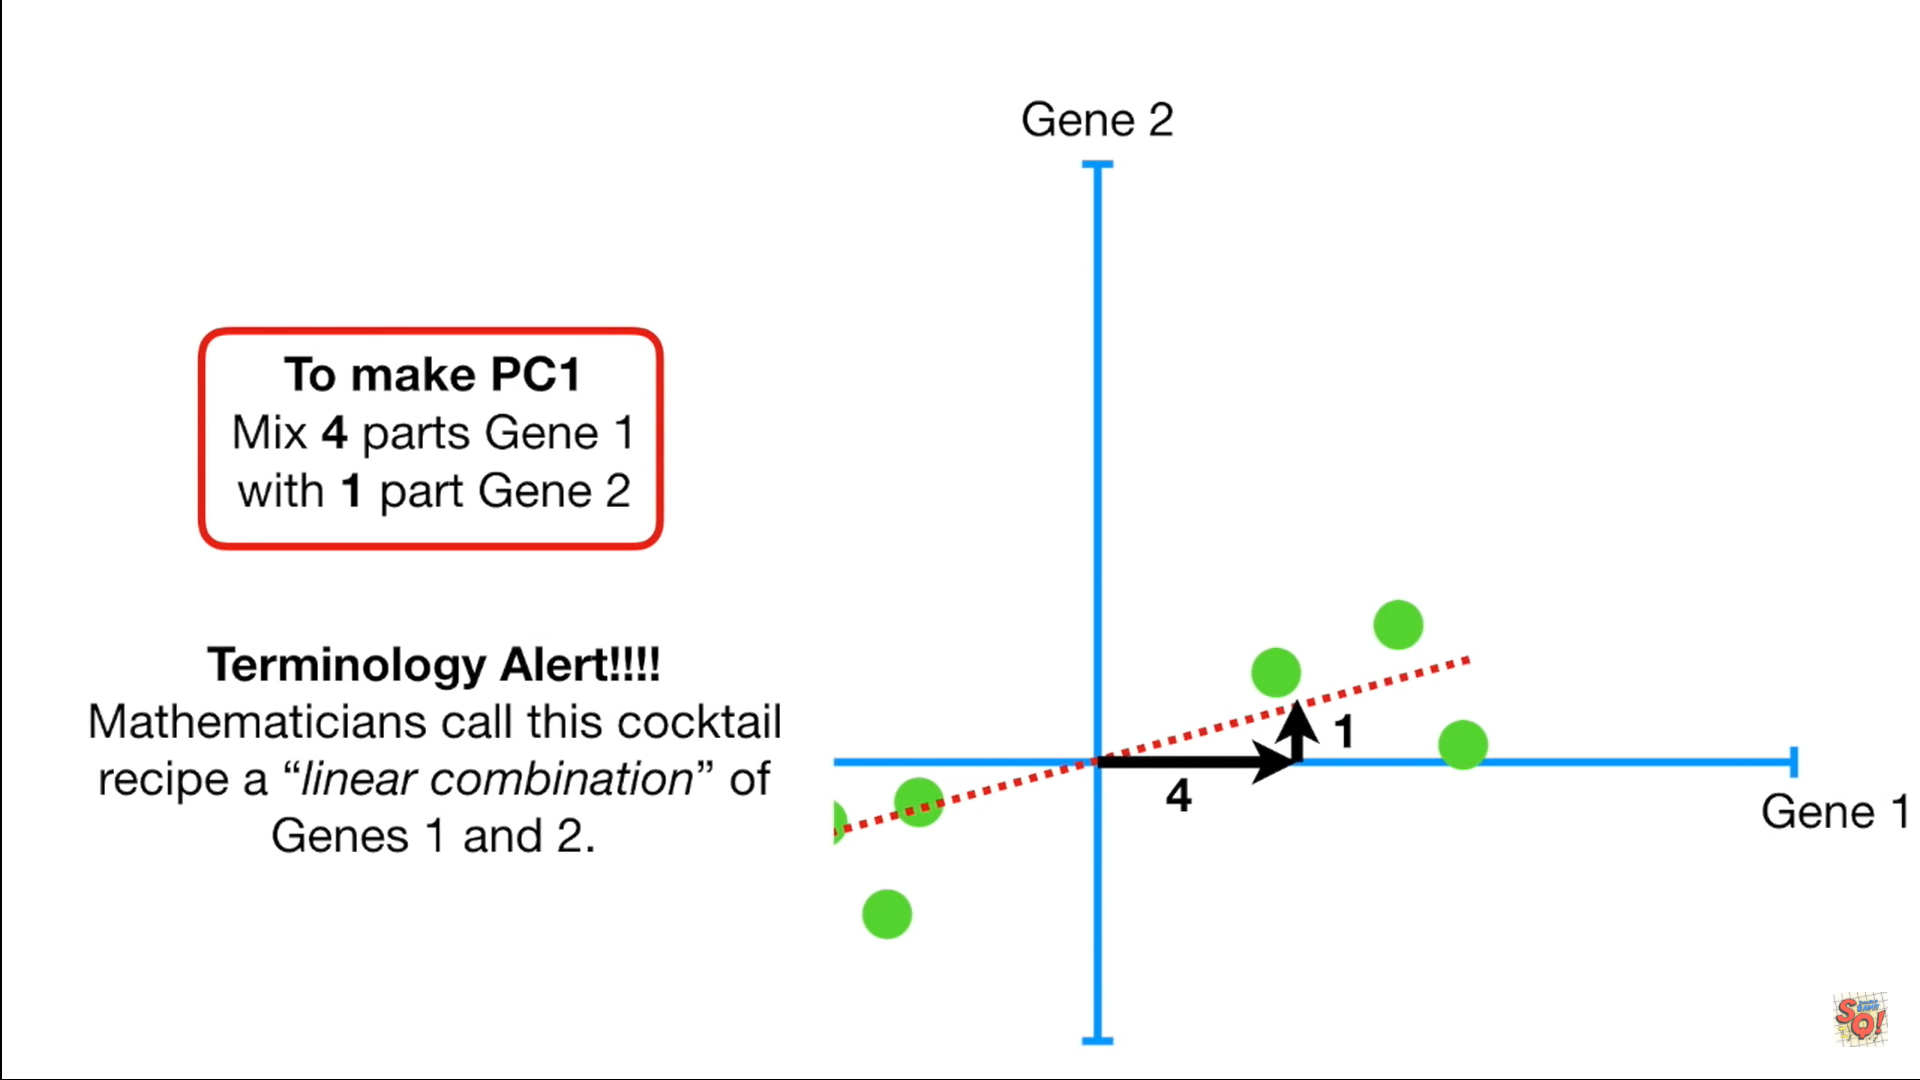 Gene 2
To make PC1
Mix 4 parts Gene 1
with 1 part Gene 2
Terminology Alert!!!!
Mathematicians call this cocktail
recipe a “linear combination” of
Genes 1 and 2.
1
4
Gene 1
SQ!